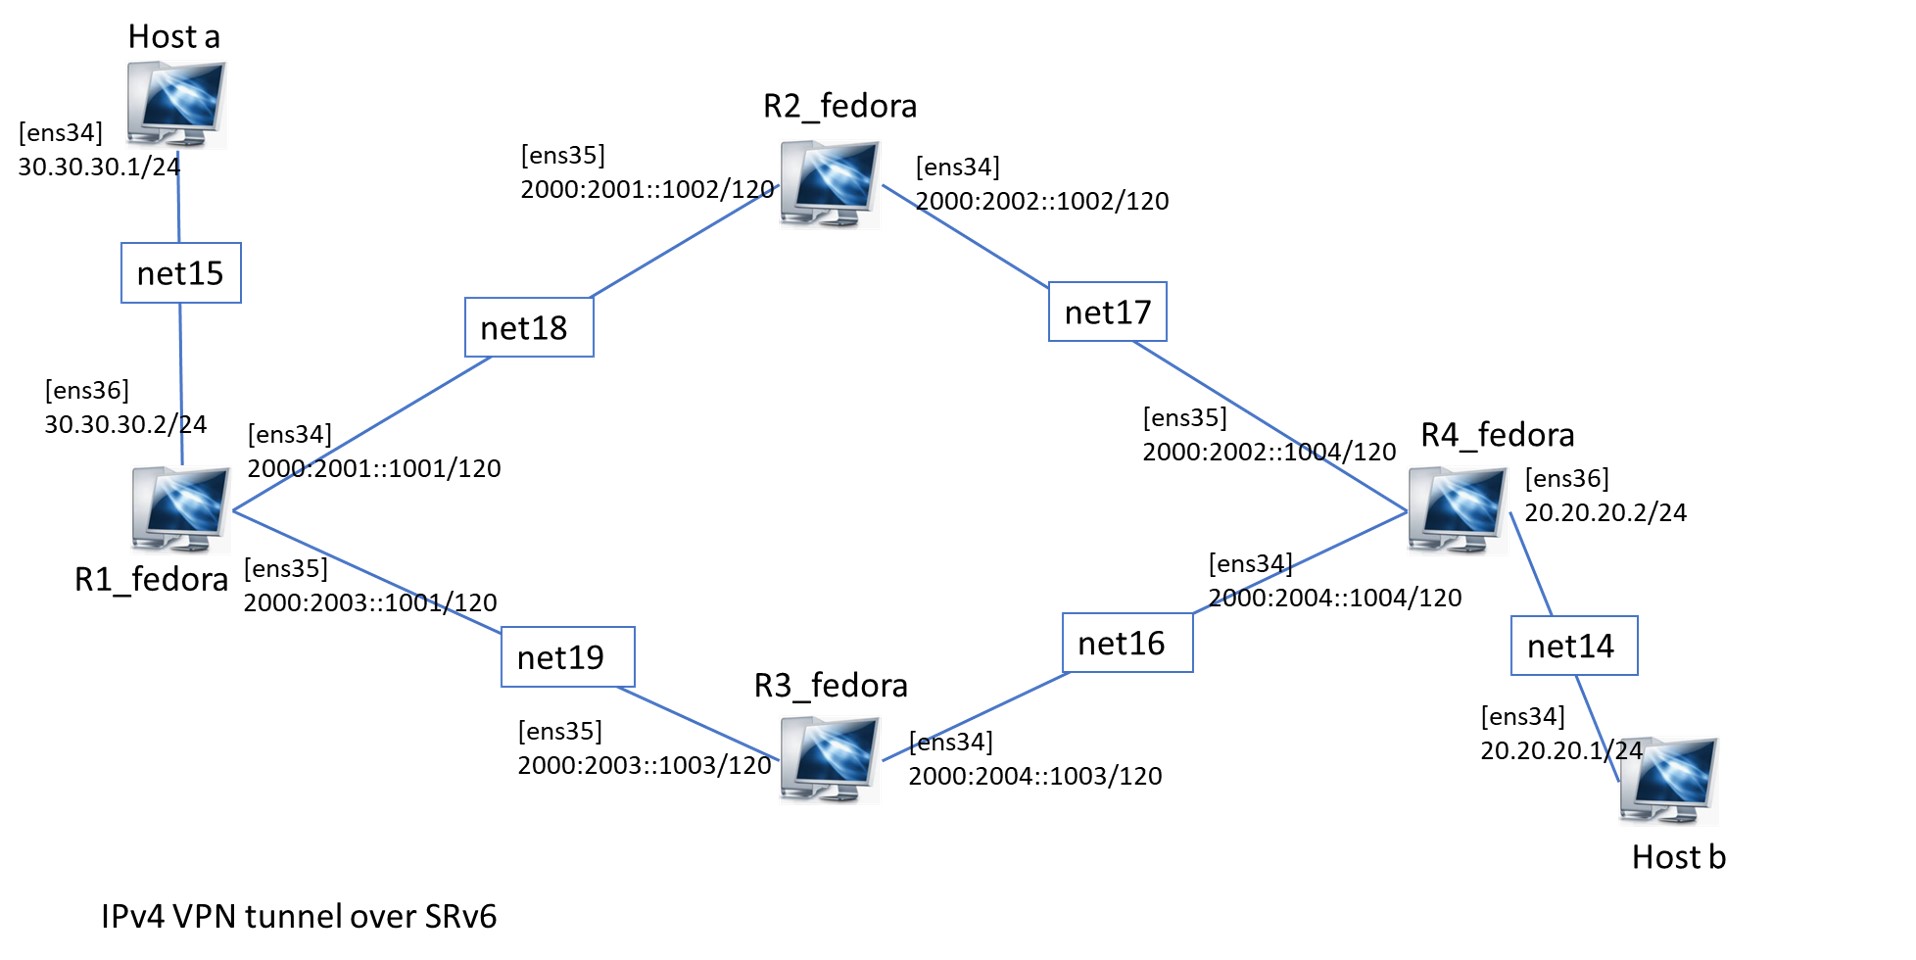 Host a
[ens34]
30.30.30.1/24
net15
[ens36]
30.30.30.2/24
R1_fedora
[ens34]
2000:2001::1001/120
[ens35]
2000:2003::1001/120
net18
[ens35]
2000:2001::1002/120
R2_fedora
[ens34]
2000:2002::1002/120
net17
[ens35]
2000:2002::1004/120
R4_fedora
[ens36]
20.20.20.2/24
[ens34]
2000:2004::1004/120
net16
net19
R3_fedora
[ens35]
2000:2003::1003/120
[ens34]
2000:2004::1003/120
net14
[ens34]
20.20.20.1/24
Host b
IPv4 VPN tunnel over SRv6